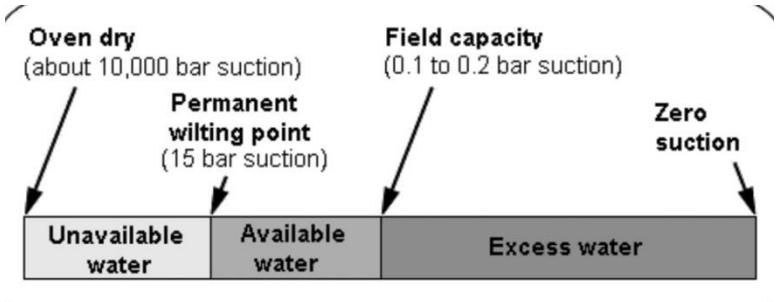 Oven dry
(about 10,000 bar suction)
Field capacity
(0.1 to 0.2 bar suction)
Permanent
wilting point
(15 bar suction)
Zero
suction
Unavailable
water
Available
water
Excess water